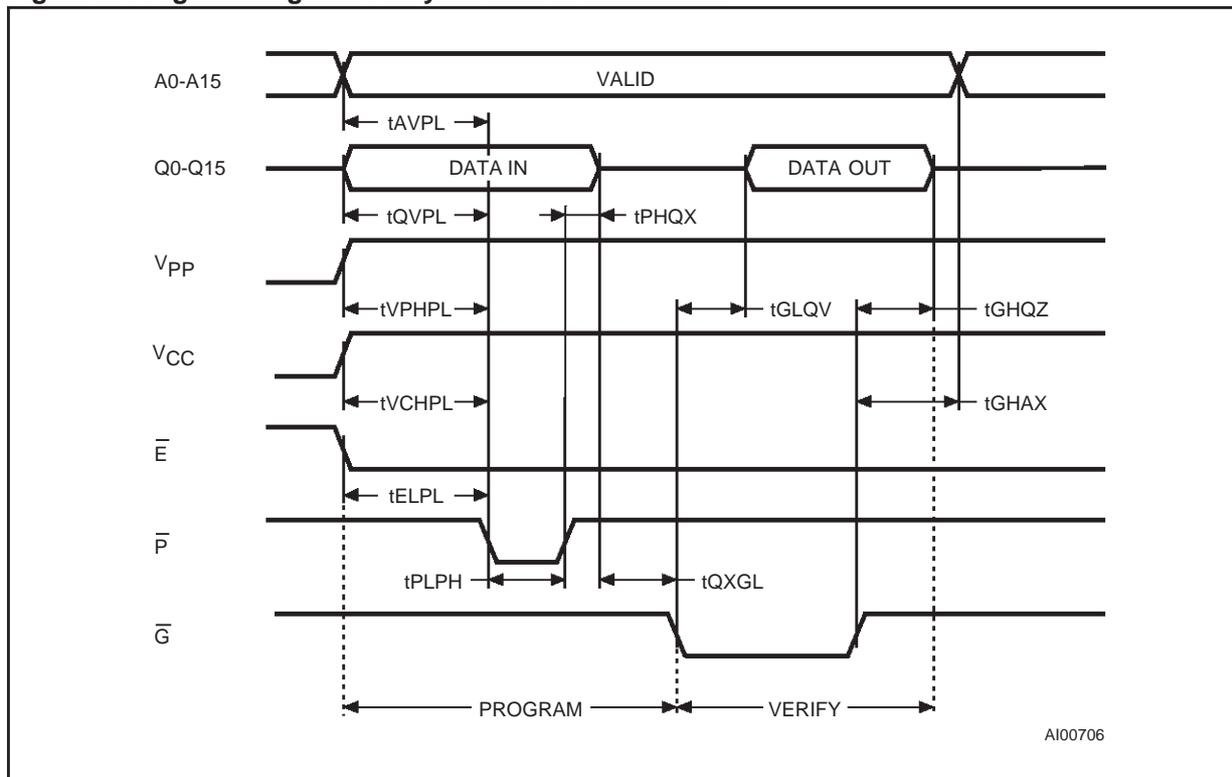 A0-A15
VALID
tAVPL
Q0-Q15
DATA IN
DATA OUT
tQVPL
tPHQX
VPP
tVPHPL
tGLQV
tGHQZ
VCC
tVCHPL
tGHAX
E̅
tELPL
P̅
tPLPH
tQXGL
G̅
PROGRAM
VERIFY
AI00706